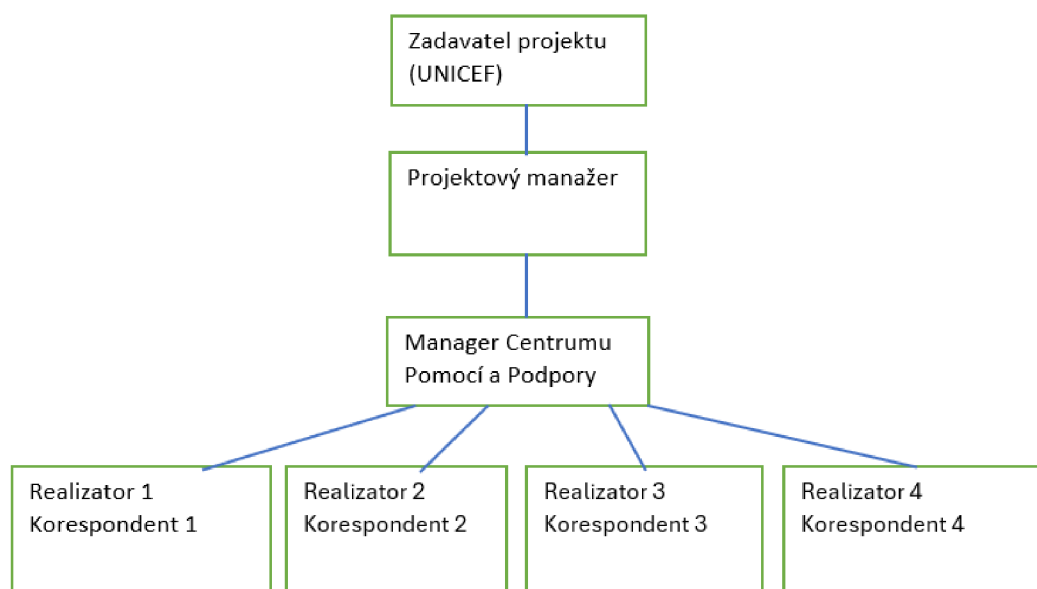 Zadavatel projektu
(UNICEF)
Projektový manažer
Manager Centrumu
Pomocí a Podpory
Realizator 1
Korespondent 1
Realizator 2
Korespondent 2
Realizator 3
Korespondent 3
Realizator 4
Korespondent 4